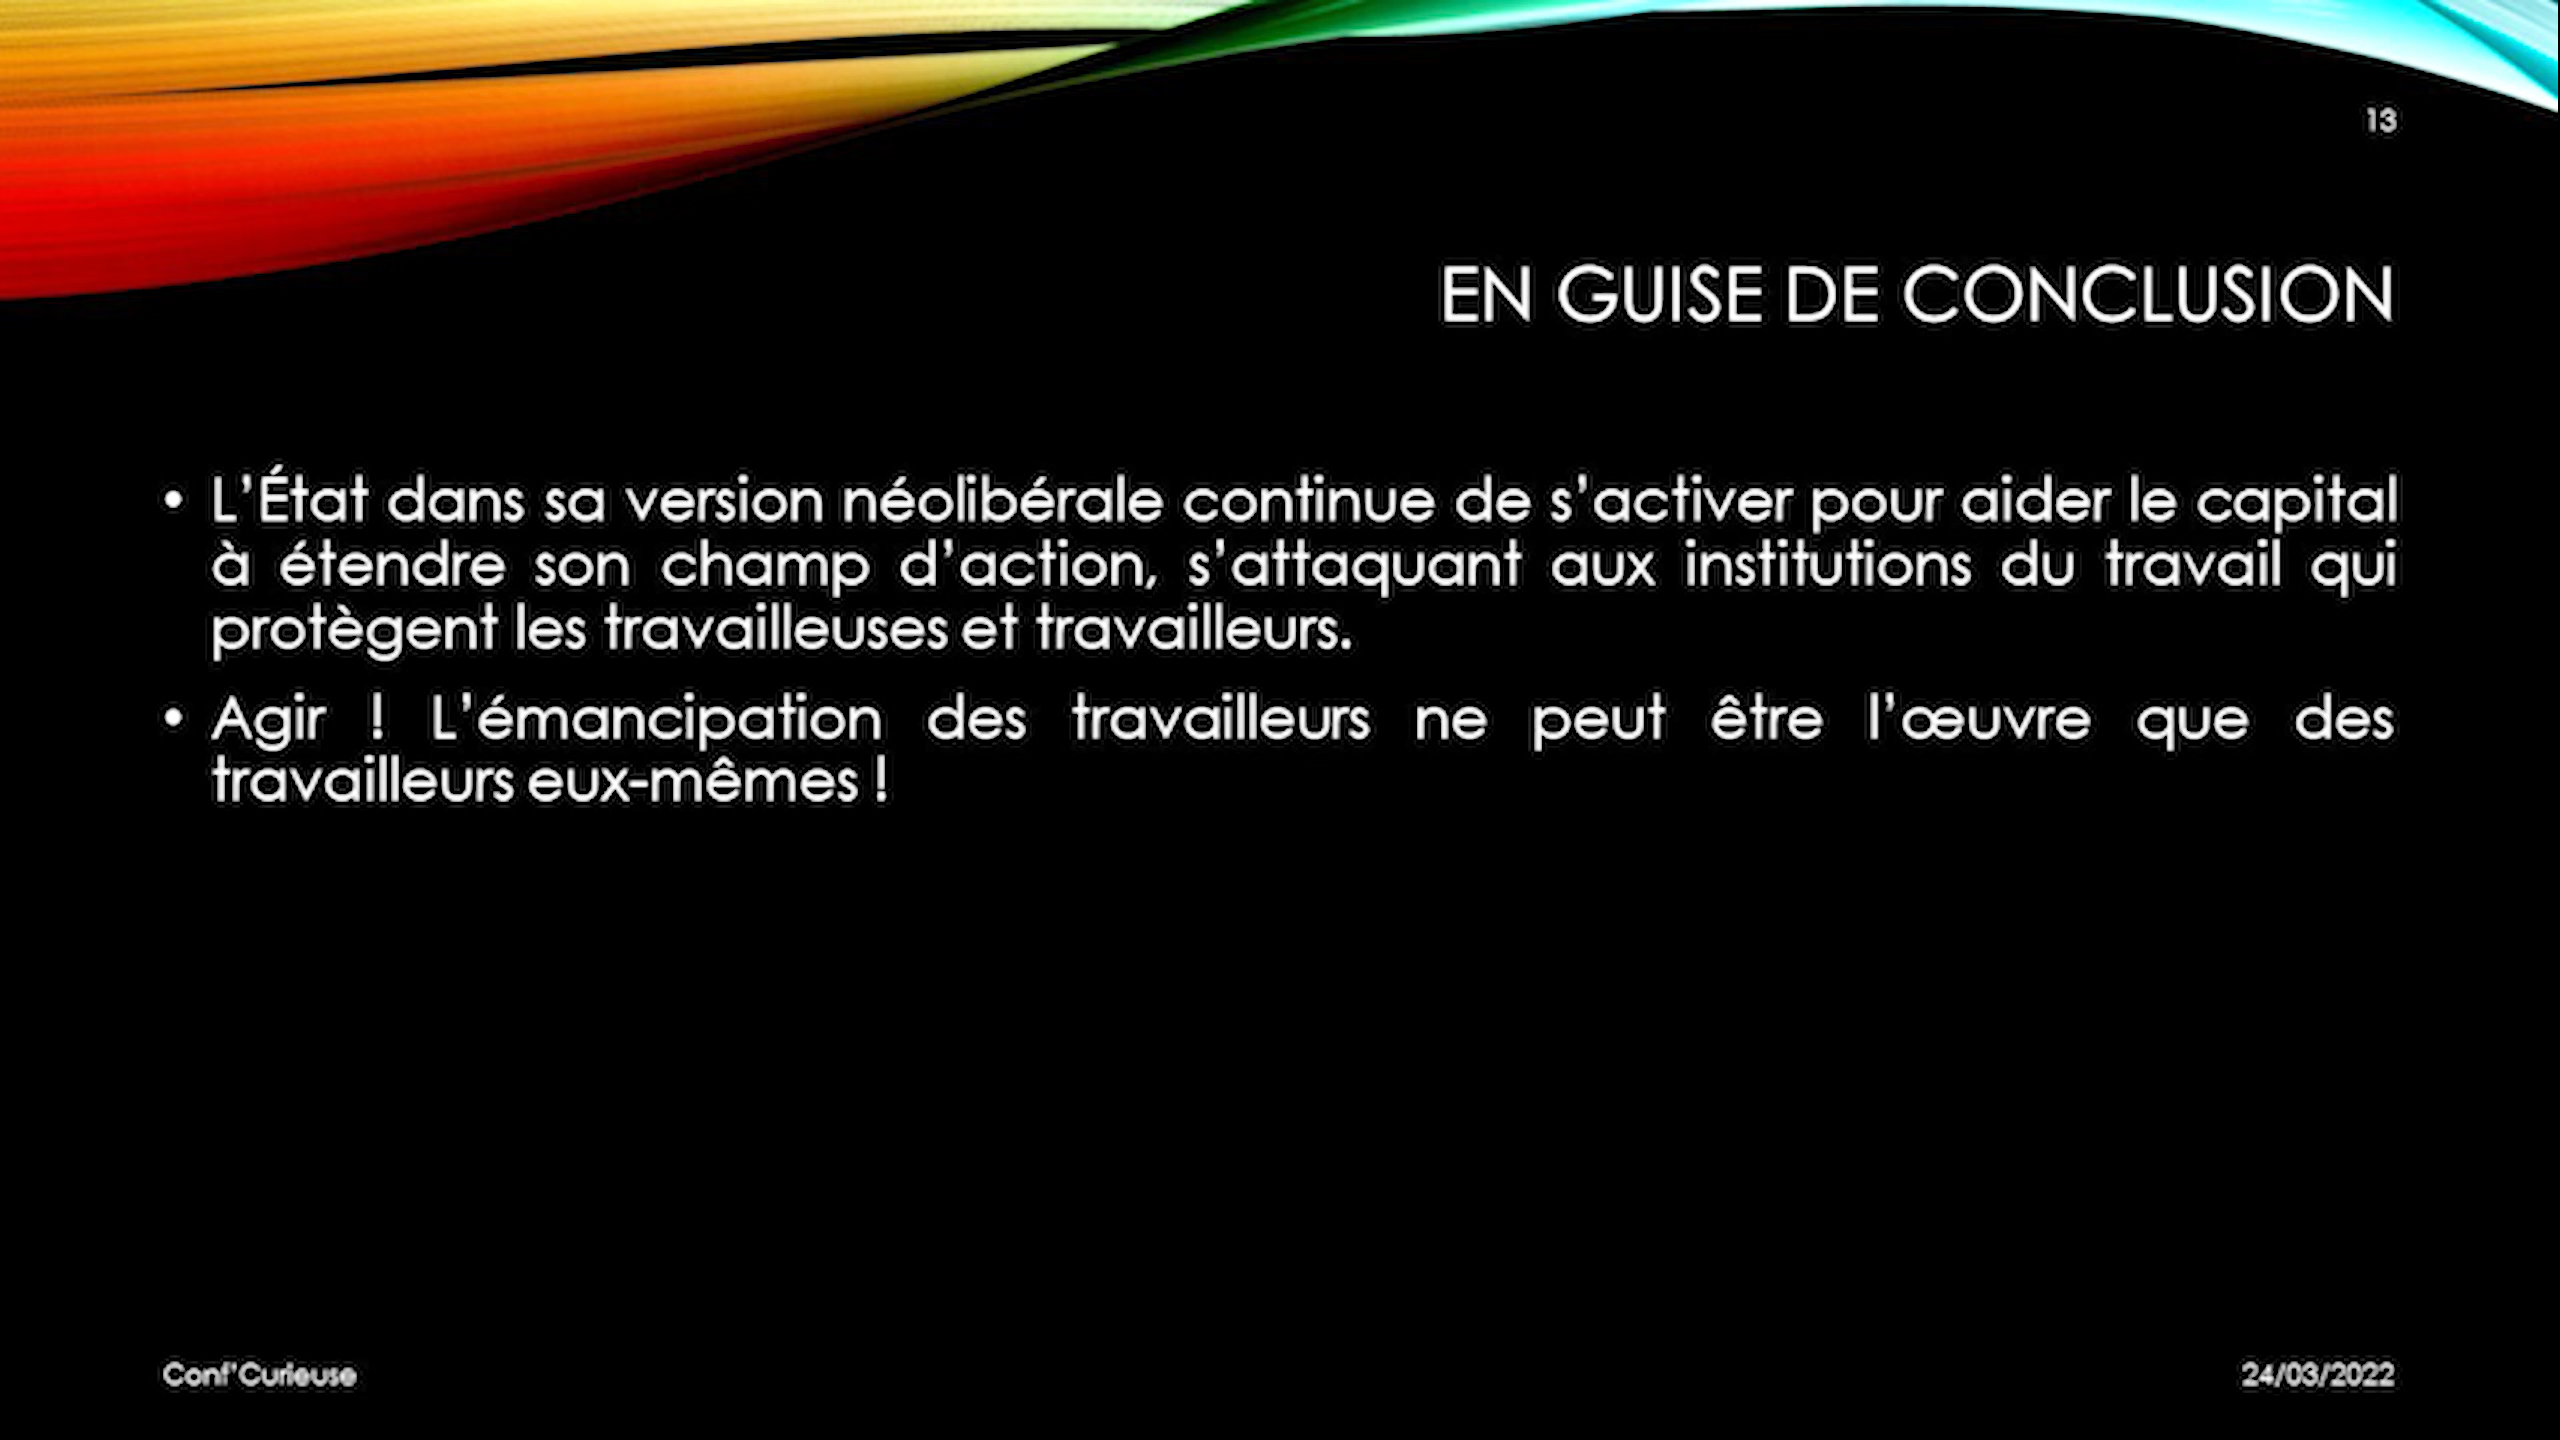 13
EN GUISE DE CONCLUSION
• L’État dans sa version néolibérale continue de s’activer pour aider le capital
à étendre son champ d’action, s’attaquant aux institutions du travail qui
protègent les travailleuses et travailleurs.
• Agir ! L’émancipation des travailleurs ne peut être l’œuvre que des
travailleurs eux-mêmes !
Conf’Curieuse
24/03/2022